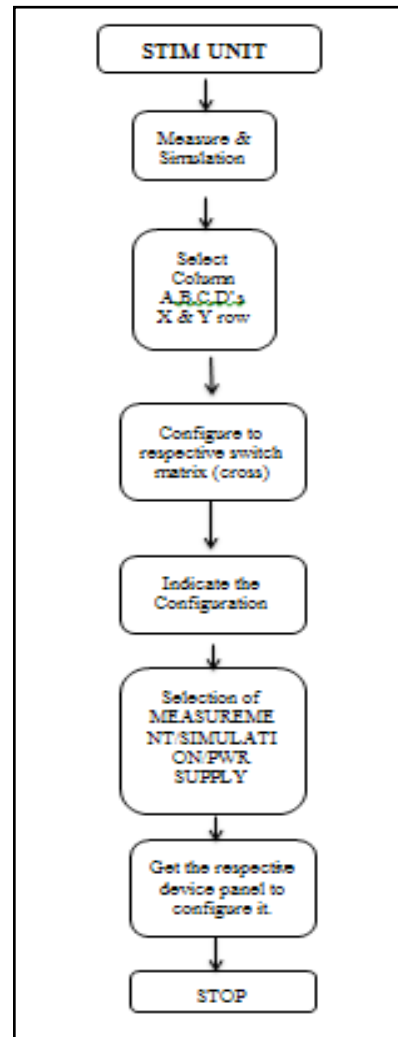 STIM UNIT
Measure &
Simulation
Select
Column
A,B,C,D's
X & Y row
Configure to
respective switch
matrix (cross)
Indicate the
Configuration
Selection of
MEASUREME
NT/SIMULATI
ON/PWR
SUPPLY
Get the respective
device panel to
configure it.
STOP